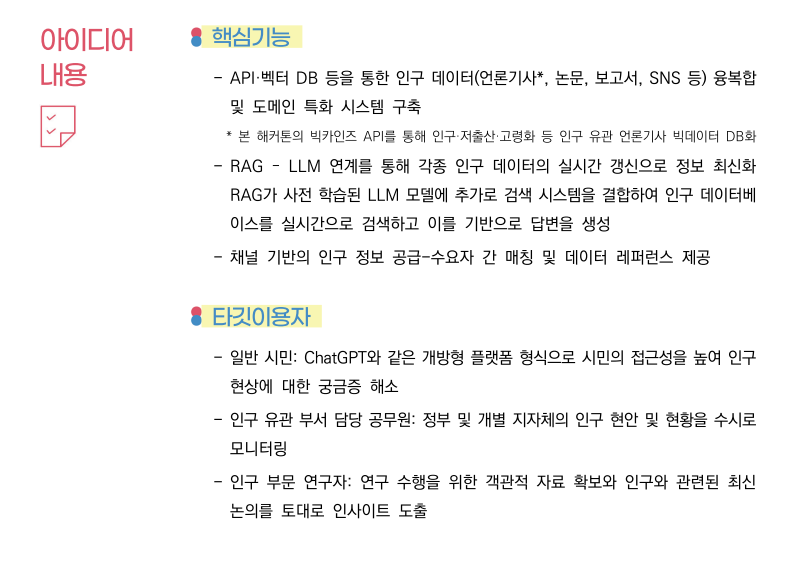 아이디어
내용
핵심기능
- API·벡터 DB 등을 통한 인구 데이터(언론기사*, 논문, 보고서, SNS 등) 융복합
및 도메인 특화 시스템 구축
* 본 해커톤의 빅카인즈 API를 통해 인구·저출산·고령화 등 인구 유관 언론기사 빅데이터 DB화
- RAG - LLM 연계를 통해 각종 인구 데이터의 실시간 갱신으로 정보 최신화
RAG가 사전 학습된 LLM 모델에 추가로 검색 시스템을 결합하여 인구 데이터베
이스를 실시간으로 검색하고 이를 기반으로 답변을 생성
- 채널 기반의 인구 정보 공급-수요자 간 매칭 및 데이터 레퍼런스 제공
타깃이용자
- 일반 시민: ChatGPT와 같은 개방형 플랫폼 형식으로 시민의 접근성을 높여 인구
현상에 대한 궁금증 해소
- 인구 유관 부서 담당 공무원: 정부 및 개별 지자체의 인구 현안 및 현황을 수시로
모니터링
- 인구 부문 연구자: 연구 수행을 위한 객관적 자료 확보와 인구와 관련된 최신
논의를 토대로 인사이트 도출